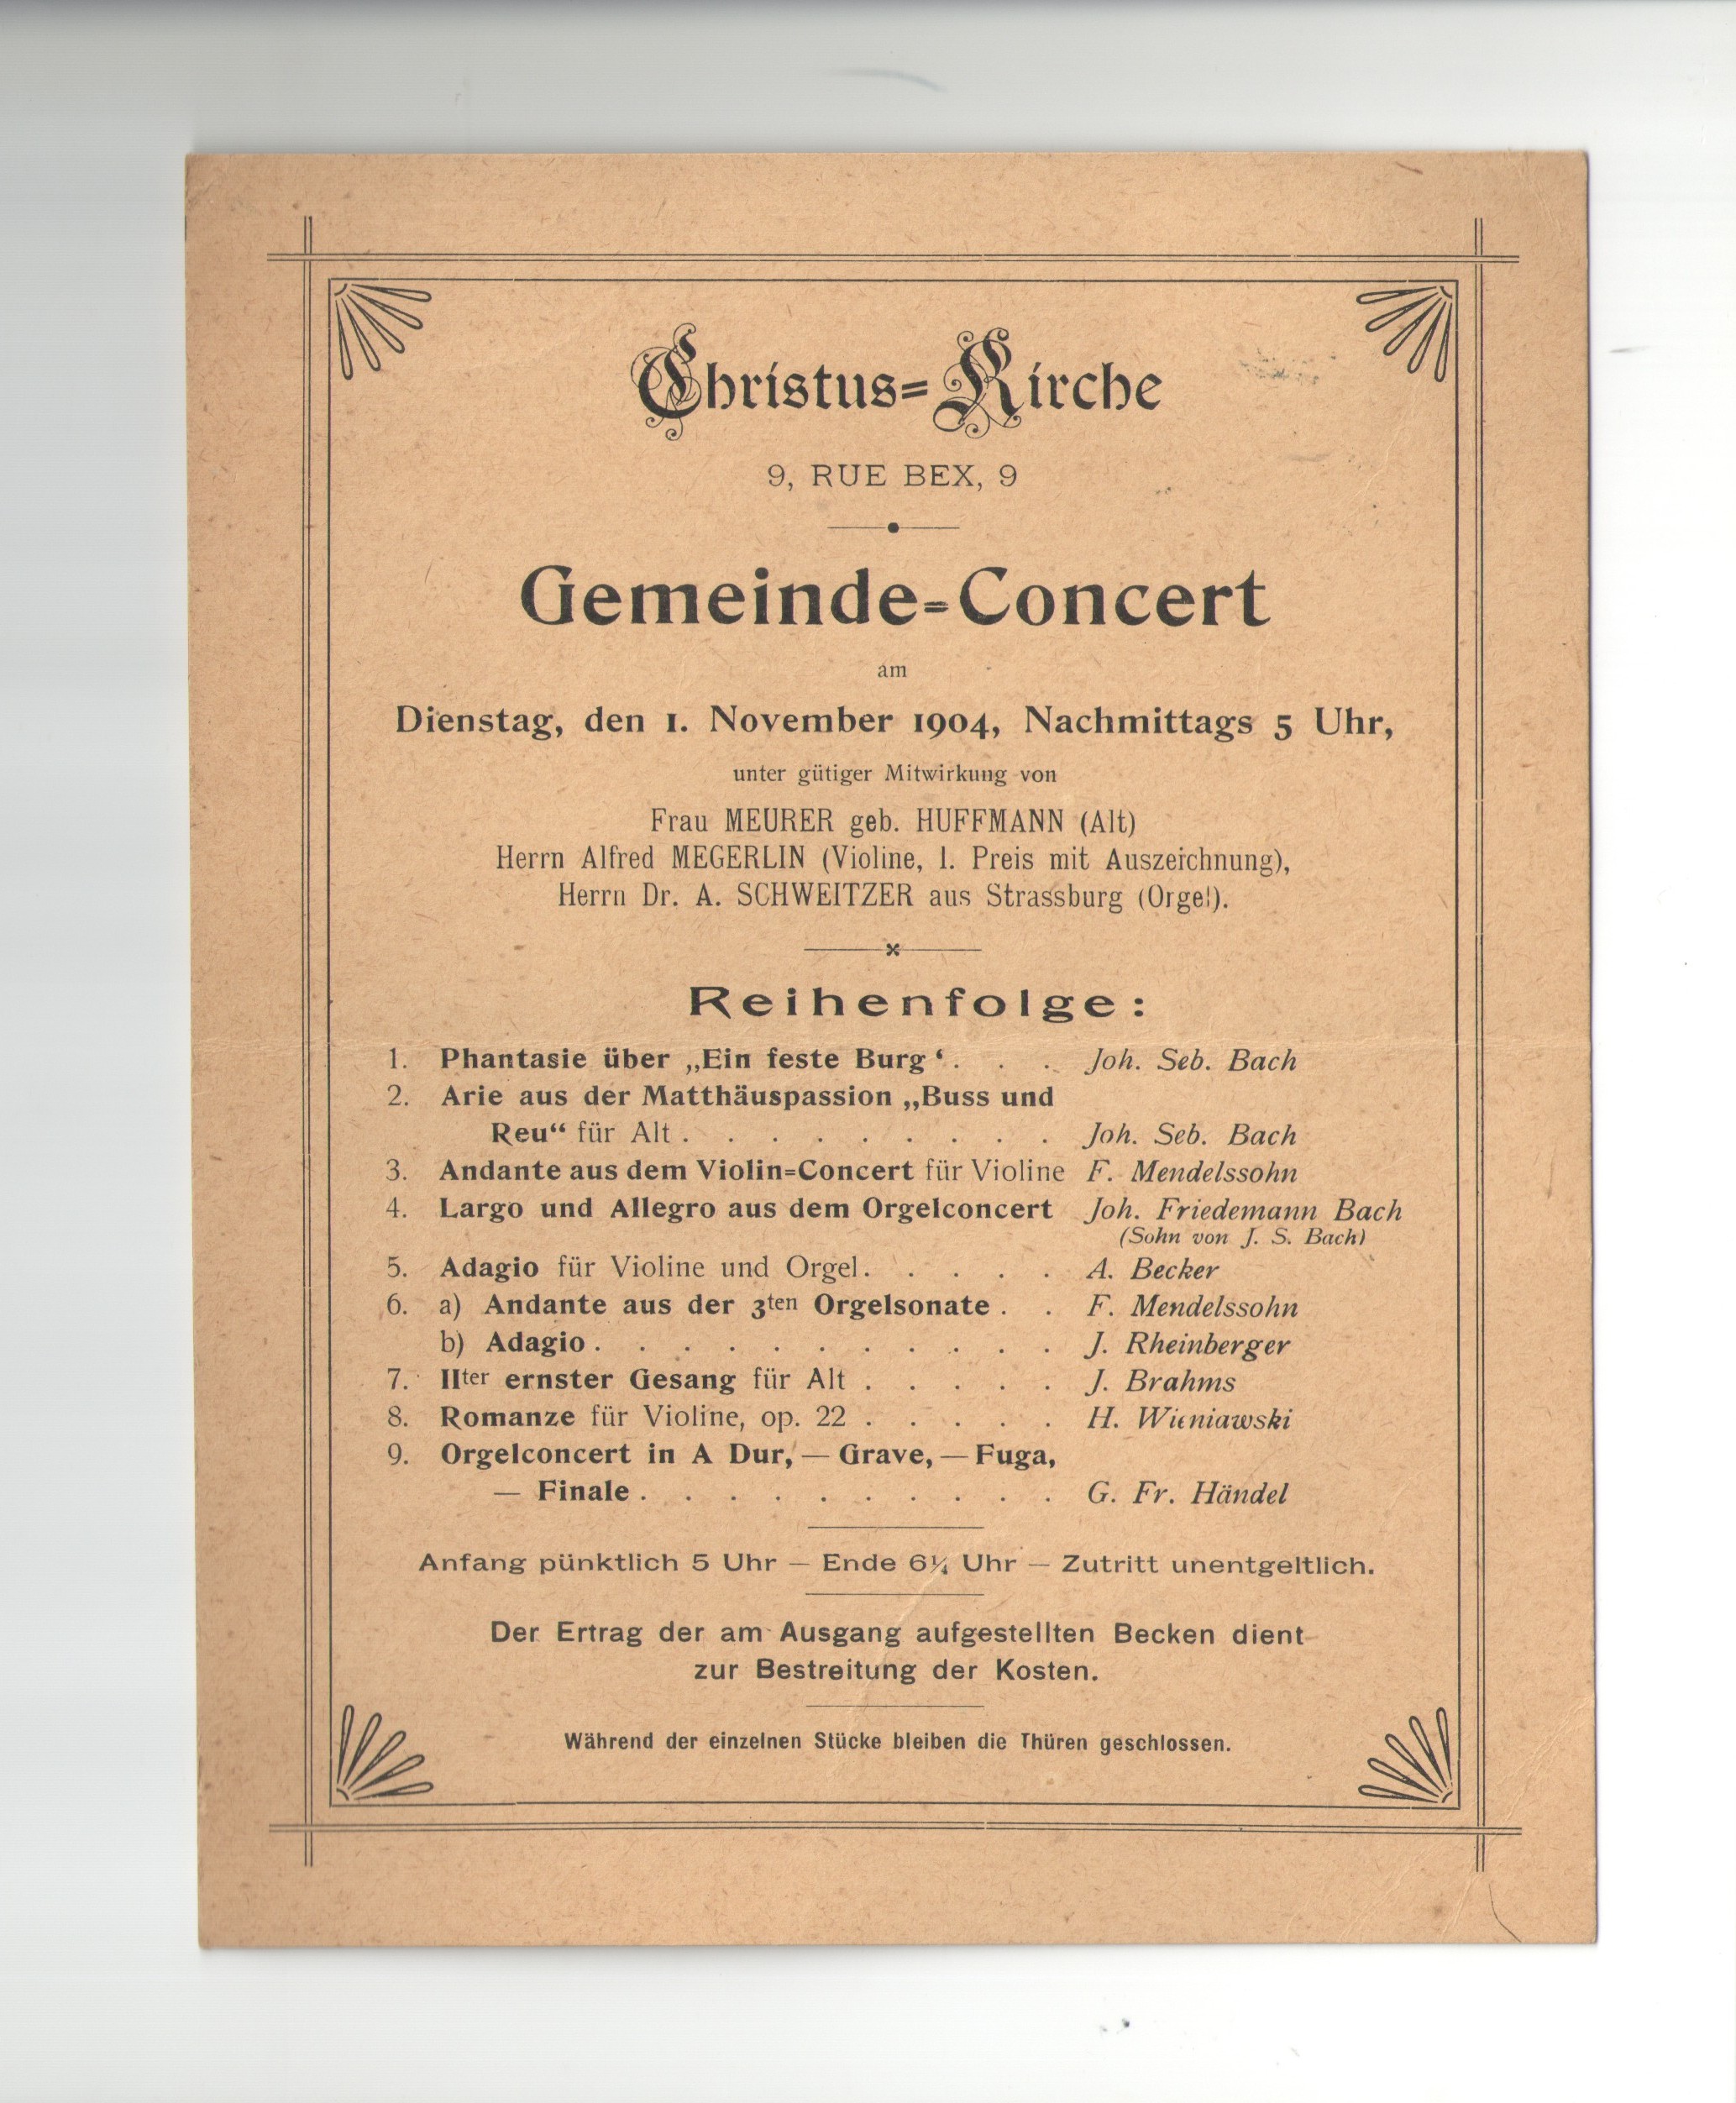 Christus=Kirche
9, RUE BEX, 9
Gemeinde=Concert
am
Dienstag, den 1. November 1904, Nachmittags 5 Uhr,
unter gütiger Mitwirkung von
Frau MEURER geb. HUFFMANN (Alt)
Herrn Alfred MEGERLIN (Violine, 1. Preis mit Auszeichnung),
Herrn Dr. A. SCHWEITZER aus Strassburg (Orgel).
Reihenfolge:
1. Phantasie über „Ein feste Burg‘ . . . Joh. Seb. Bach
2. Arie aus der Matthäuspassion „Buss und
Reu“ für Alt . . . . . . . . . Joh. Seb. Bach
3. Andante aus dem Violin=Concert für Violine F. Mendelssohn
4. Largo und Allegro aus dem Orgelconcert Joh. Friedemann Bach
(Sohn von J. S. Bach)
5. Adagio für Violine und Orgel . . . . . A. Becker
6. a) Andante aus der 3ten Orgelsonate . . F. Mendelssohn
b) Adagio . . . . . . . . . . . J. Rheinberger
7. IIter ernster Gesang für Alt . . . . . J. Brahms
8. Romanze für Violine, op. 22 . . . . . H. Wieniawski
9. Orgelconcert in A Dur, — Grave, — Fuga,
— Finale . . . . . . . . . . G. Fr. Händel
Anfang pünktlich 5 Uhr — Ende 6¼ Uhr — Zutritt unentgeltlich.
Der Ertrag der am Ausgang aufgestellten Becken dient
zur Bestreitung der Kosten.
Während der einzelnen Stücke bleiben die Thüren geschlossen.